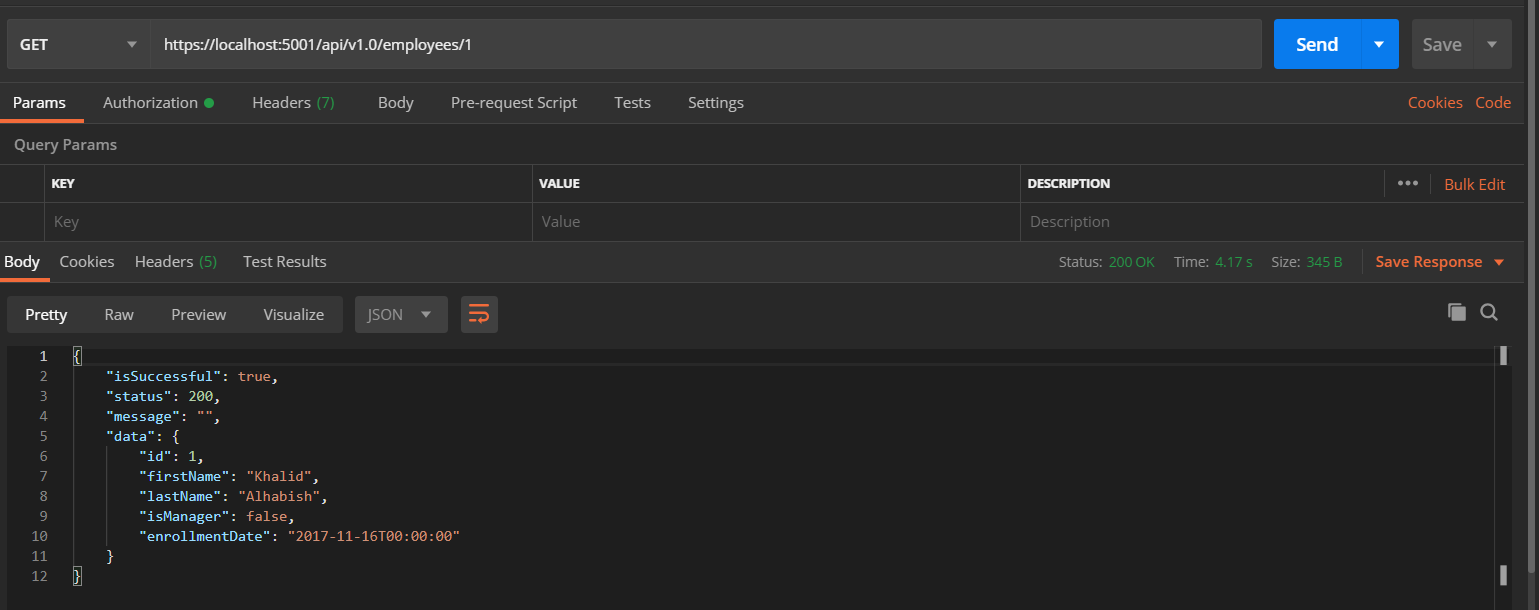 GET https://localhost:5001/api/v1.0/employees/1 Send Save
Params Authorization Headers (7) Body Pre-request Script Tests Settings Cookies Code
Query Params
KEY VALUE DESCRIPTION ••• Bulk Edit
Key Value Description
Body Cookies Headers (5) Test Results Status: 200 OK Time: 4.17 s Size: 345 B Save Response
Pretty Raw Preview Visualize JSON
1 {
2 "isSuccessful": true,
3 "status": 200,
4 "message": "",
5 "data": {
6 "id": 1,
7 "firstName": "Khalid",
8 "lastName": "Alhabish",
9 "isManager": false,
10 "enrollmentDate": "2017-11-16T00:00:00"
11 }
12 }